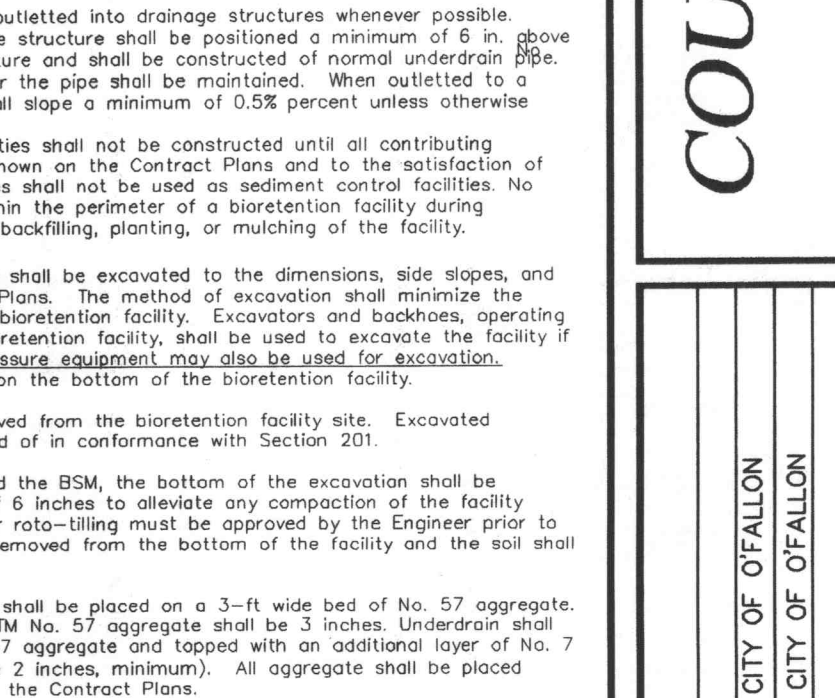 outletted into drainage structures whenever possible.
e structure shall be positioned a minimum of 6 in. above
No
ure and shall be constructed of normal underdrain pipe.
r the pipe shall be maintained. When outletted to a
all slope a minimum of 0.5% percent unless otherwise
ties shall not be constructed until all contributing
hown on the Contract Plans and to the satisfaction of
s shall not be used as sediment control facilities. No
hin the perimeter of a bioretention facility during
backfilling, planting, or mulching of the facility.
shall be excavated to the dimensions, side slopes, and
Plans. The method of excavation shall minimize the
bioretention facility. Excavators and backhoes, operating
retention facility, shall be used to excavate the facility if
ssure equipment may also be used for excavation.
on the bottom of the bioretention facility.
ved from the bioretention facility site. Excavated
d of in conformance with Section 201.
d the BSM, the bottom of the excavation shall be
f 6 inches to alleviate any compaction of the facility
r roto-tilling must be approved by the Engineer prior to
emoved from the bottom of the facility and the soil shall
shall be placed on a 3-ft wide bed of No. 57 aggregate.
TM No. 57 aggregate shall be 3 inches. Underdrain shall
7 aggregate and topped with an additional layer of No. 7
2 inches, minimum). All aggregate shall be placed
the Contract Plans.
COU
CITY OF O'FALLON
CITY OF O'FALLON